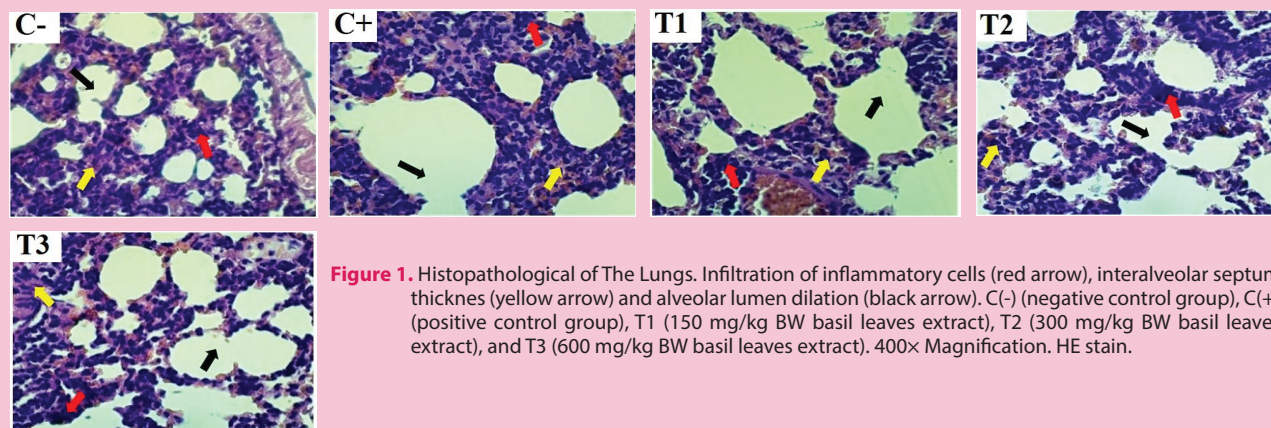 C-
C+
T1
T2
T3
Figure 1. Histopathological of The Lungs. Infiltration of inflammatory cells (red arrow), interalveolar septum
thicknes (yellow arrow) and alveolar lumen dilation (black arrow). C(-) (negative control group), C(+
(positive control group), T1 (150 mg/kg BW basil leaves extract), T2 (300 mg/kg BW basil leave
extract), and T3 (600 mg/kg BW basil leaves extract). 400× Magnification. HE stain.